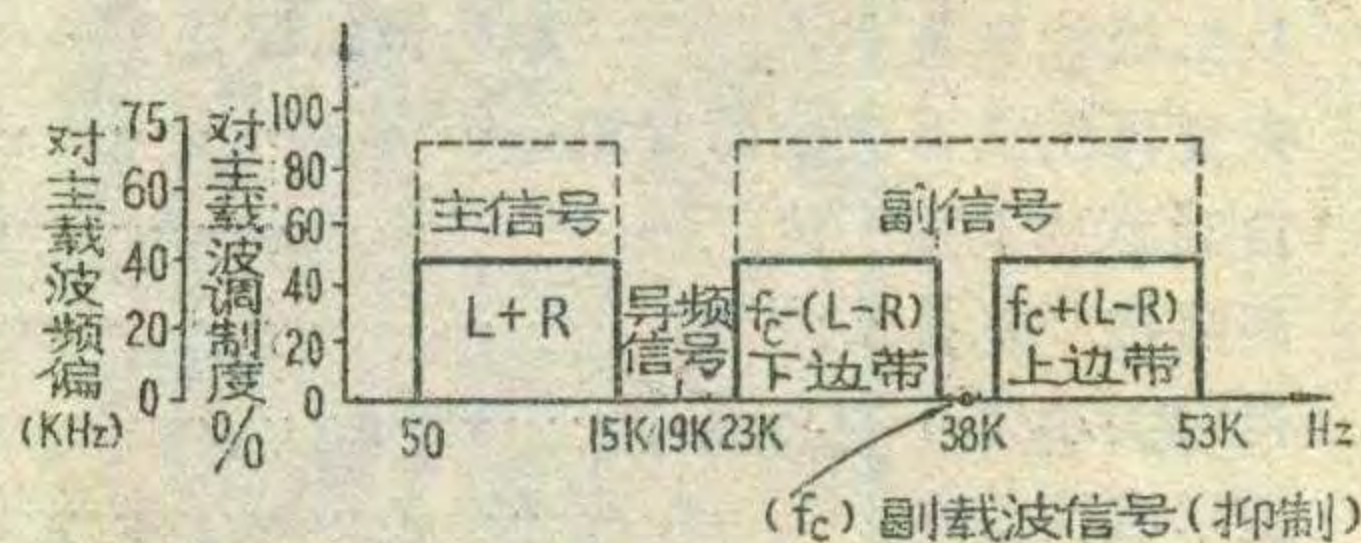 对主载波频偏
(KHz)
75
60
40
20
0
对主载波调制度
%
100
80
60
40
20
0
主信号
副信号
L+R
导频
信号
fc-(L-R)
下边带
fc+(L-R)
上边带
50
15K
19K
23K
38K
53K
Hz
(fc) 副载波信号(抑制)